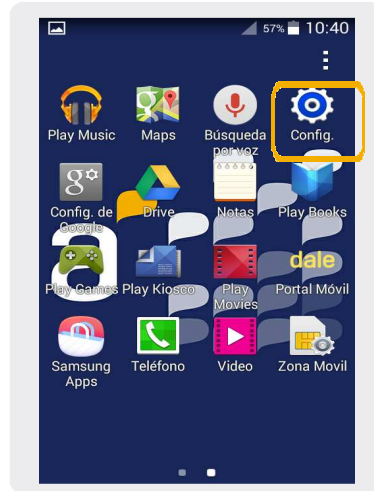 57% 10:40
Play Music Maps Búsqueda Config.
por voz
Config. de Drive Notas Play Books
Google
Play Games Play Kiosco Play dale Portal Móvil
Movies
Samsung Teléfono Video Zona Movil
Apps